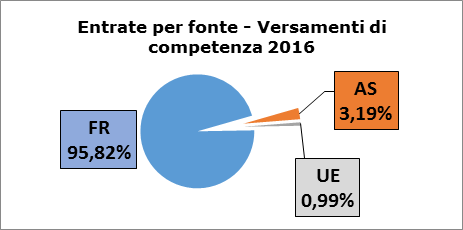 Entrate per fonte - Versamenti di
competenza 2016
AS
3,19%
FR
95,82%
UE
0,99%